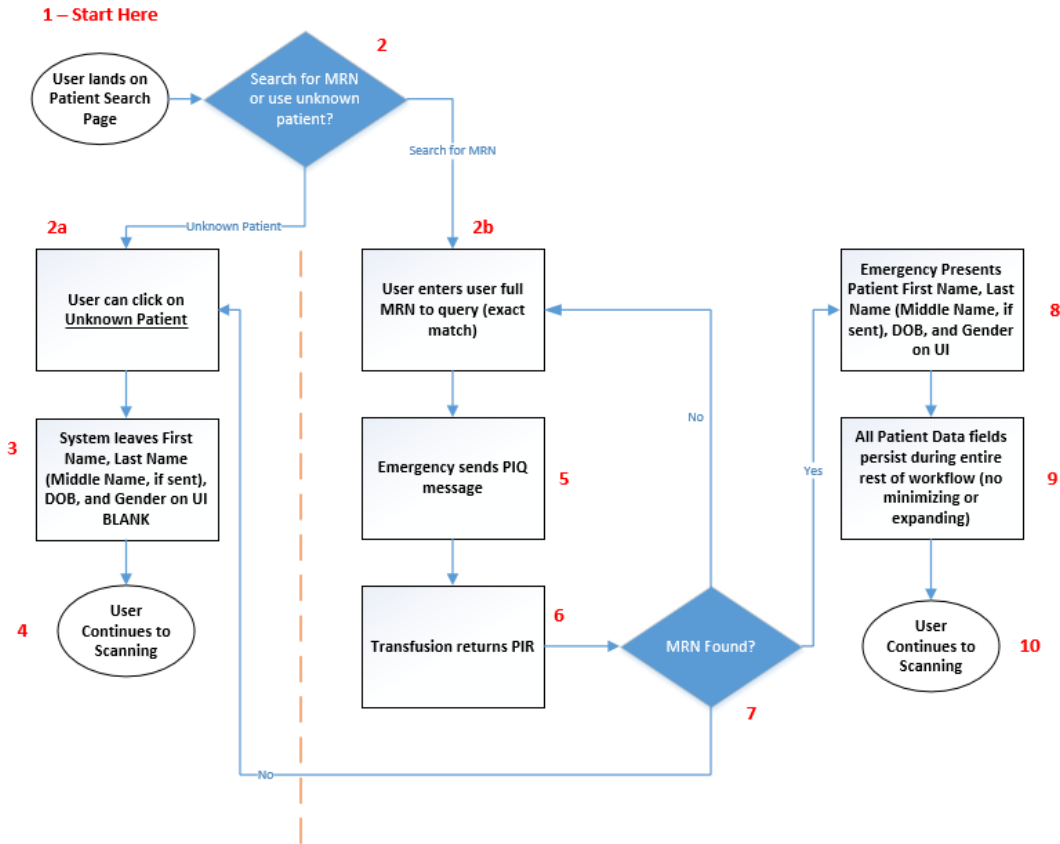 1 – Start Here
2
User lands on
Patient Search
Page
Search for MRN
or use unknown
patient?
Search for MRN
Unknown Patient
2a
2b
User can click on
Unknown Patient
User enters user full
MRN to query (exact
match)
Emergency Presents
Patient First Name, Last
Name (Middle Name, if
sent), DOB, and Gender
on UI
8
No
3
System leaves First
Name, Last Name
(Middle Name, if sent),
DOB, and Gender on UI
BLANK
Emergency sends PIQ
message
5
Yes
All Patient Data fields
persist during entire
rest of workflow (no
minimizing or
expanding)
9
4
User
Continues to
Scanning
Transfusion returns PIR
6
MRN Found?
7
User
Continues to
Scanning
10
No